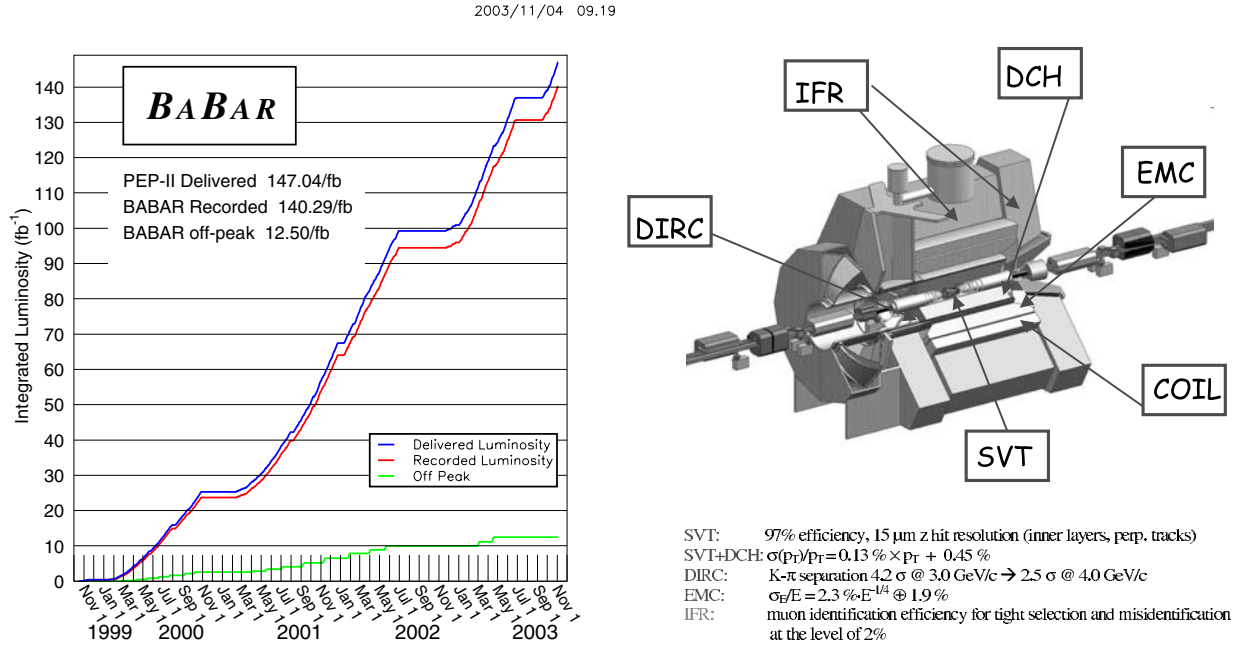 2003/11/04 09.19
BABAR
PEP-II Delivered 147.04/fb
BABAR Recorded 140.29/fb
BABAR off-peak 12.50/fb
Integrated Luminosity (fb⁻¹)
140
130
120
110
100
90
80
70
60
50
40
30
20
10
0
Delivered Luminosity
Recorded Luminosity
Off Peak
Nov 1
Jan 1
Mar 1
May 1
July 1
Sep 1
Nov 1
Jan 1
Mar 1
May 1
July 1
Sep 1
Nov 1
Jan 1
Mar 1
May 1
July 1
Sep 1
Nov 1
Jan 1
Mar 1
May 1
July 1
Sep 1
Nov 1
1999 2000 2001 2002 2003
IFR
DCH
EMC
DIRC
COIL
SVT
SVT: 97% efficiency, 15 μm z hit resolution (inner layers, perp. tracks)
SVT+DCH: σ(p_T)/p_T = 0.13 % × p_T + 0.45 %
DIRC: K-π separation 4.2 σ @ 3.0 GeV/c → 2.5 σ @ 4.0 GeV/c
EMC: σ_E/E = 2.3 %·E⁻¹/⁴ ⊕ 1.9 %
IFR: muon identification efficiency for tight selection and misidentification
at the level of 2%